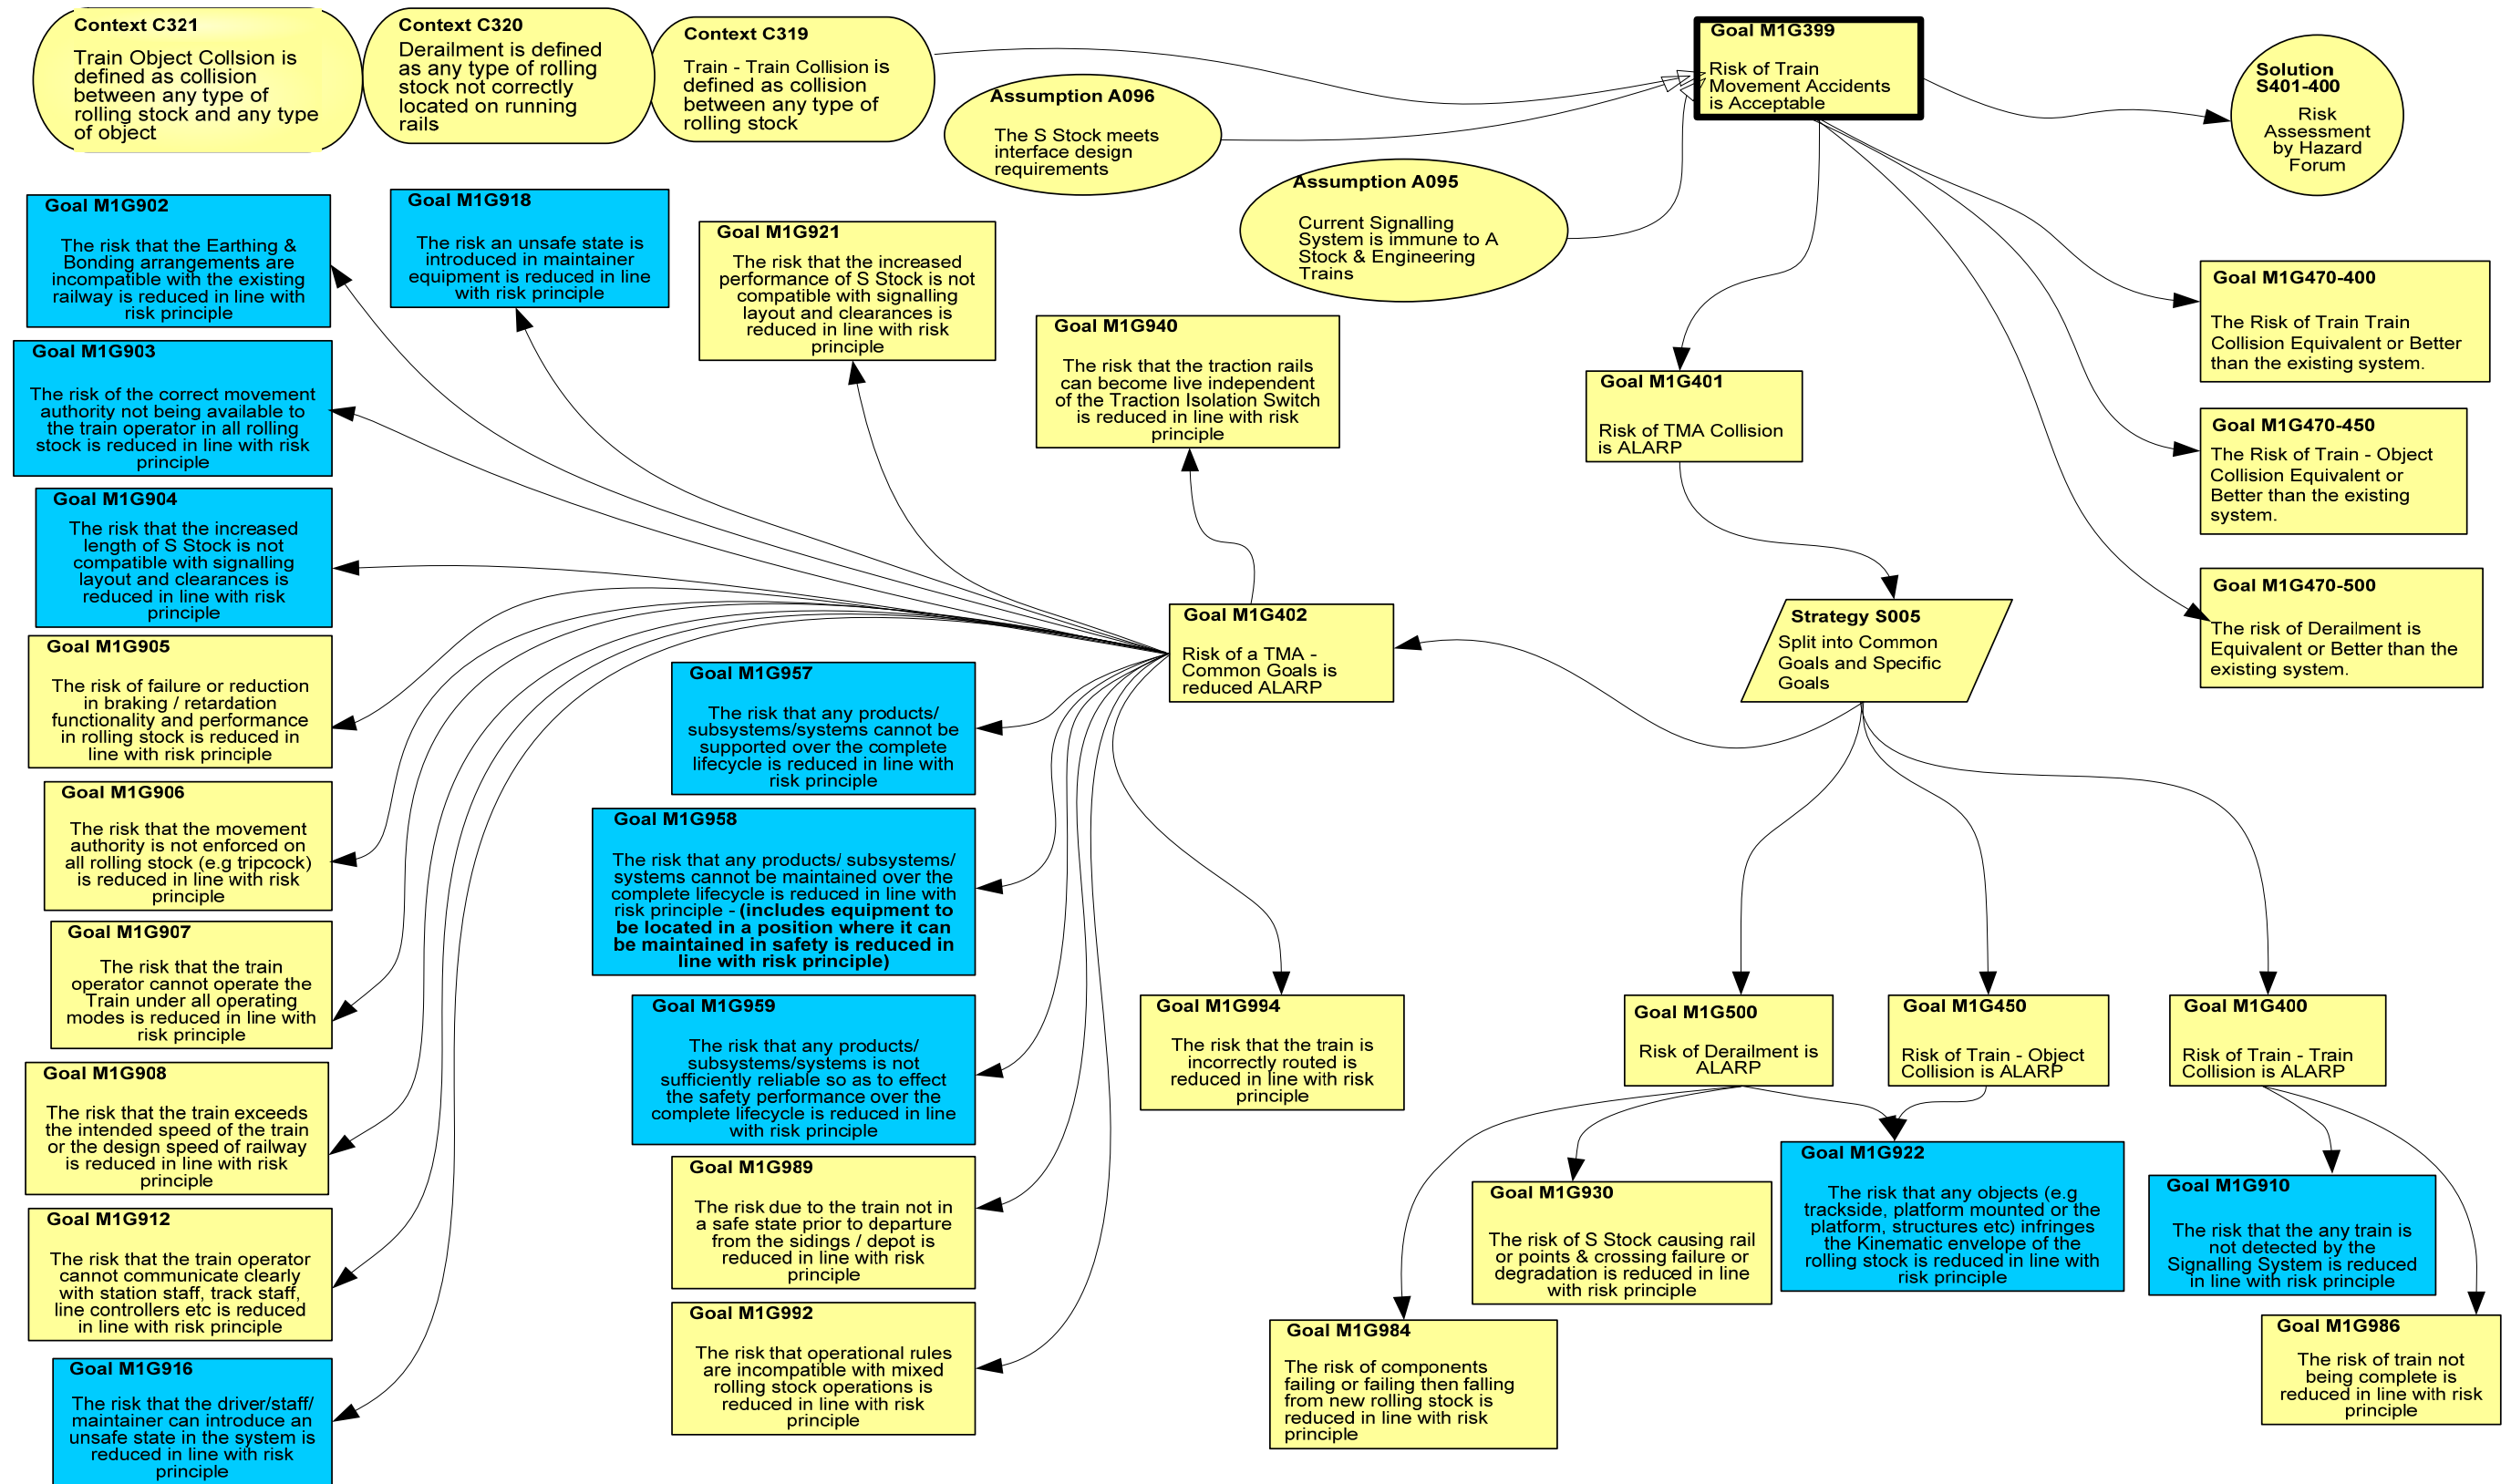 Context C321
Train Object Collsion is
defined as collision
between any type of
rolling stock and any type
of object
Context C320
Derailment is defined
as any type of rolling
stock not correctly
located on running
rails
Context C319
Train - Train Collision is
defined as collision
between any type of
rolling stock
Assumption A096
The S Stock meets
interface design
requirements
Assumption A095
Current Signalling
System is immune to A
Stock & Engineering
Trains
Goal M1G399
Risk of Train
Movement Accidents
is Acceptable
Solution
S401-400
Risk
Assessment
by Hazard
Forum
Goal M1G902
The risk that the Earthing &
Bonding arrangements are
incompatible with the existing
railway is reduced in line with
risk principle
Goal M1G918
The risk an unsafe state is
introduced in maintainer
equipment is reduced in line
with risk principle
Goal M1G921
The risk that the increased
performance of S Stock is not
compatible with signalling
layout and clearances is
reduced in line with risk
principle
Goal M1G940
The risk that the traction rails
can become live independent
of the Traction Isolation Switch
is reduced in line with risk
principle
Goal M1G401
Risk of TMA Collision
is ALARP
Goal M1G470-400
The Risk of Train Train
Collision Equivalent or Better
than the existing system.
Goal M1G470-450
The Risk of Train - Object
Collision Equivalent or
Better than the existing
system.
Goal M1G470-500
The risk of Derailment is
Equivalent or Better than the
existing system.
Goal M1G903
The risk of the correct movement
authority not being available to
the train operator in all rolling
stock is reduced in line with risk
principle
Goal M1G904
The risk that the increased
length of S Stock is not
compatible with signalling
layout and clearances is
reduced in line with risk
principle
Goal M1G905
The risk of failure or reduction
in braking / retardation
functionality and performance
in rolling stock is reduced in
line with risk principle
Goal M1G906
The risk that the movement
authority is not enforced on
all rolling stock (e.g tripcock)
is reduced in line with risk
principle
Goal M1G907
The risk that the train
operator cannot operate the
Train under all operating
modes is reduced in line with
risk principle
Goal M1G908
The risk that the train exceeds
the intended speed of the train
or the design speed of railway
is reduced in line with risk
principle
Goal M1G912
The risk that the train operator
cannot communicate clearly
with station staff, track staff,
line controllers etc is reduced
in line with risk principle
Goal M1G916
The risk that the driver/staff/
maintainer can introduce an
unsafe state in the system is
reduced in line with risk
principle
Goal M1G402
Risk of a TMA -
Common Goals is
reduced ALARP
Strategy S005
Split into Common
Goals and Specific
Goals
Goal M1G957
The risk that any products/
subsystems/systems cannot be
supported over the complete
lifecycle is reduced in line with
risk principle
Goal M1G958
The risk that any products/ subsystems/
systems cannot be maintained over the
complete lifecycle is reduced in line with
risk principle - (includes equipment to
be located in a position where it can
be maintained in safety is reduced in
line with risk principle)
Goal M1G959
The risk that any products/
subsystems/systems is not
sufficiently reliable so as to effect
the safety performance over the
complete lifecycle is reduced in line
with risk principle
Goal M1G989
The risk due to the train not in
a safe state prior to departure
from the sidings / depot is
reduced in line with risk
principle
Goal M1G992
The risk that operational rules
are incompatible with mixed
rolling stock operations is
reduced in line with risk
principle
Goal M1G994
The risk that the train is
incorrectly routed is
reduced in line with risk
principle
Goal M1G500
Risk of Derailment is
ALARP
Goal M1G450
Risk of Train - Object
Collision is ALARP
Goal M1G400
Risk of Train - Train
Collision is ALARP
Goal M1G984
The risk of components
failing or failing then falling
from new rolling stock is
reduced in line with risk
principle
Goal M1G930
The risk of S Stock causing rail
or points & crossing failure or
degradation is reduced in line
with risk principle
Goal M1G922
The risk that any objects (e.g
trackside, platform mounted or the
platform, structures etc) infringes
the Kinematic envelope of the
rolling stock is reduced in line with
risk principle
Goal M1G910
The risk that the any train is
not detected by the
Signalling System is reduced
in line with risk principle
Goal M1G986
The risk of train not
being complete is
reduced in line with risk
principle